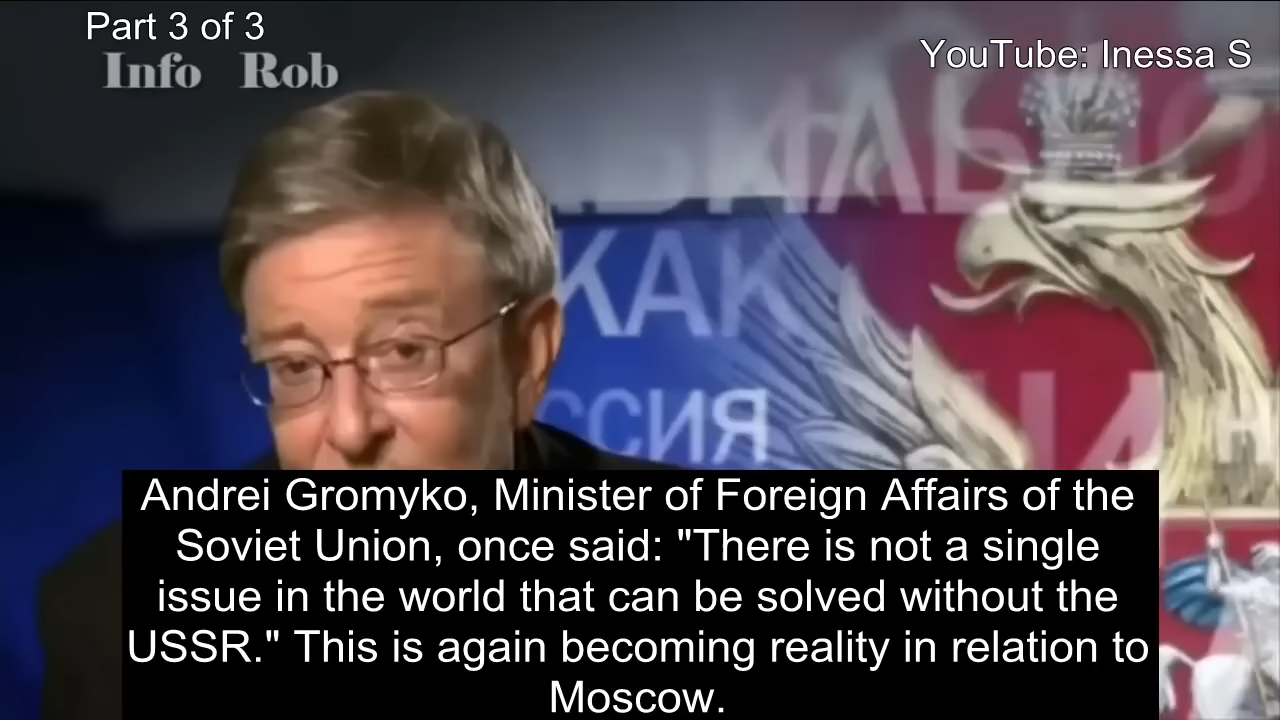 Part 3 of 3
Info Rob
YouTube: Inessa S
КАК
ССИЯ
Andrei Gromyko, Minister of Foreign Affairs of the
Soviet Union, once said: "There is not a single
issue in the world that can be solved without the
USSR." This is again becoming reality in relation to
Moscow.